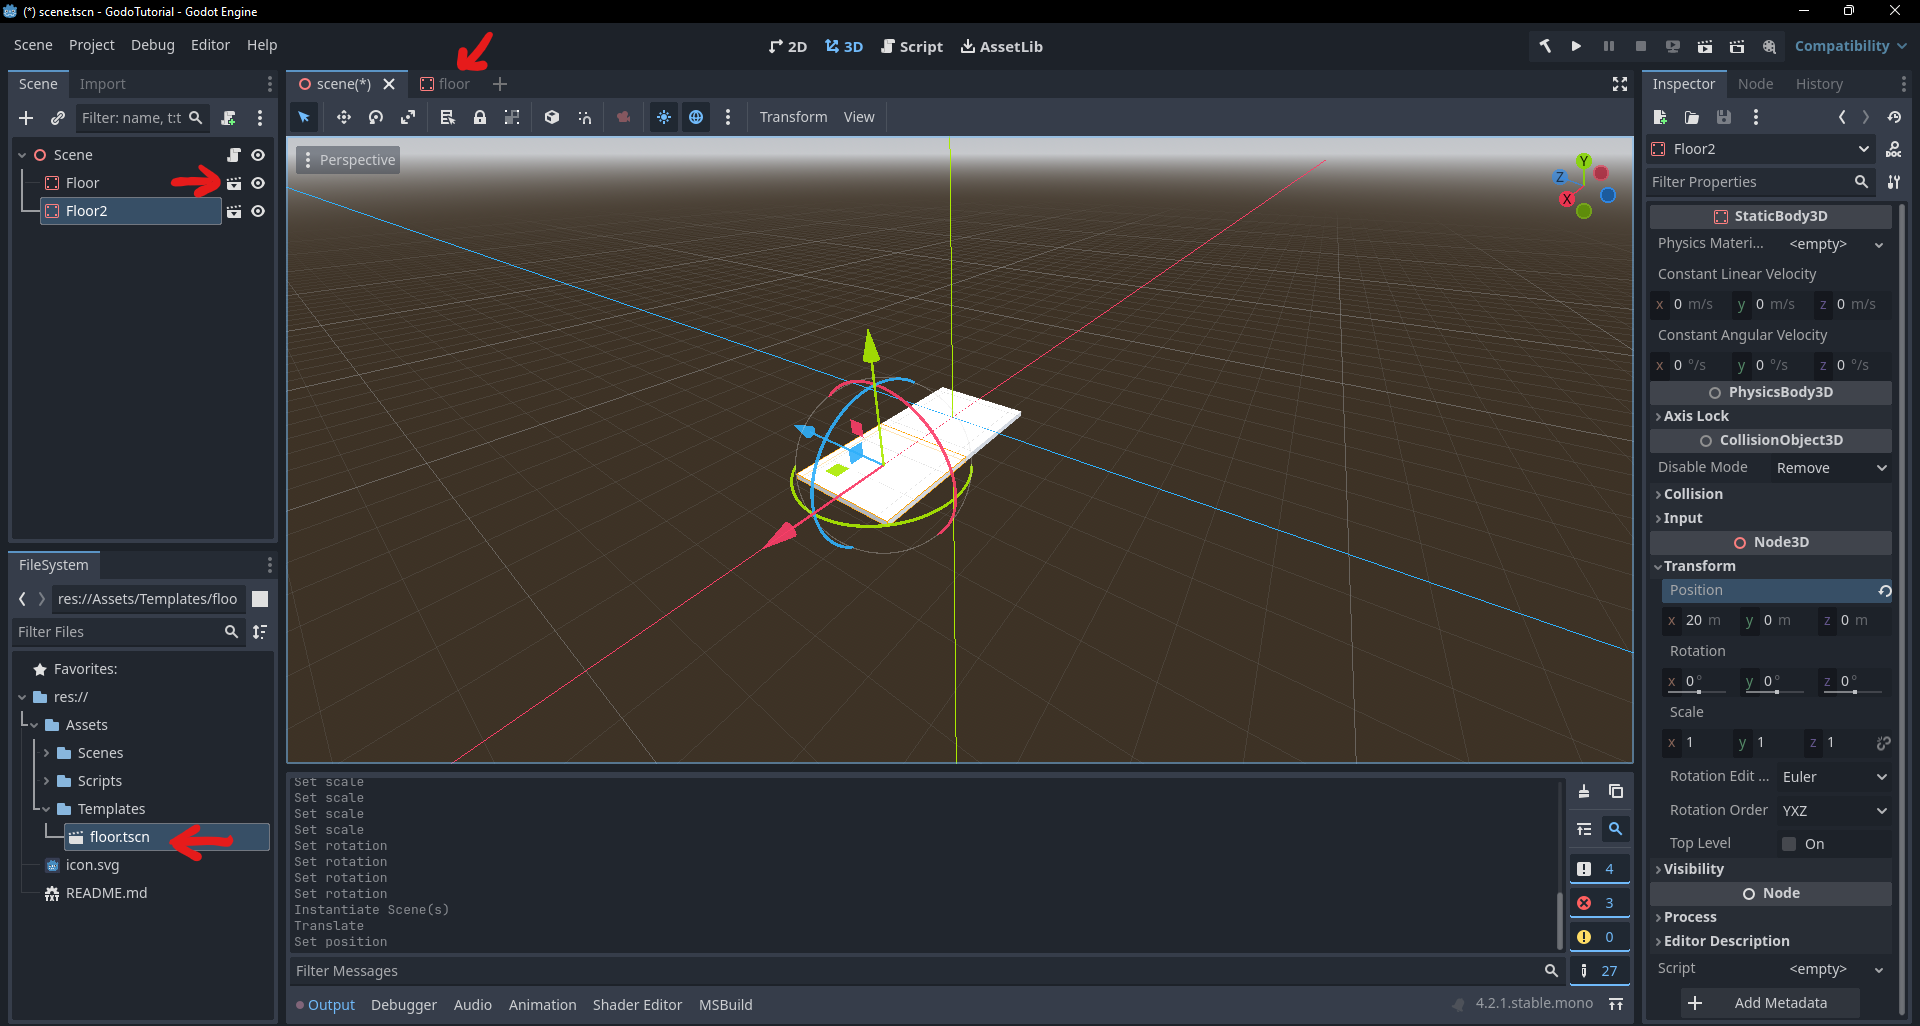 (*) scene.tscn - GodoTutorial - Godot Engine
Scene Project Debug Editor Help
2D 3D Script AssetLib
Compatibility
Scene Import
Filter: name, t:t
Scene
Floor
Floor2
FileSystem
res://Assets/Templates/floo
Filter Files
Favorites:
res://
Assets
Scenes
Scripts
Templates
floor.tscn
icon.svg
README.md
scene(*) floor
Transform View
Perspective
Y
Z
X
Set scale
Set scale
Set scale
Set scale
Set rotation
Set rotation
Set rotation
Set rotation
Instantiate Scene(s)
Translate
Set position
4
3
0
27
Filter Messages
Output Debugger Audio Animation Shader Editor MSBuild
4.2.1.stable.mono
Inspector Node History
Floor2
DOC
Filter Properties
StaticBody3D
Physics Materi... <empty>
Constant Linear Velocity
x 0 m/s y 0 m/s z 0 m/s
Constant Angular Velocity
x 0 °/s y 0 °/s z 0 °/s
PhysicsBody3D
Axis Lock
CollisionObject3D
Disable Mode Remove
Collision
Input
Node3D
Transform
Position
x 20 m y 0 m z 0 m
Rotation
x 0° y 0° z 0°
Scale
x 1 y 1 z 1
Rotation Edit ... Euler
Rotation Order YXZ
Top Level On
Visibility
Node
Process
Editor Description
Script <empty>
Add Metadata